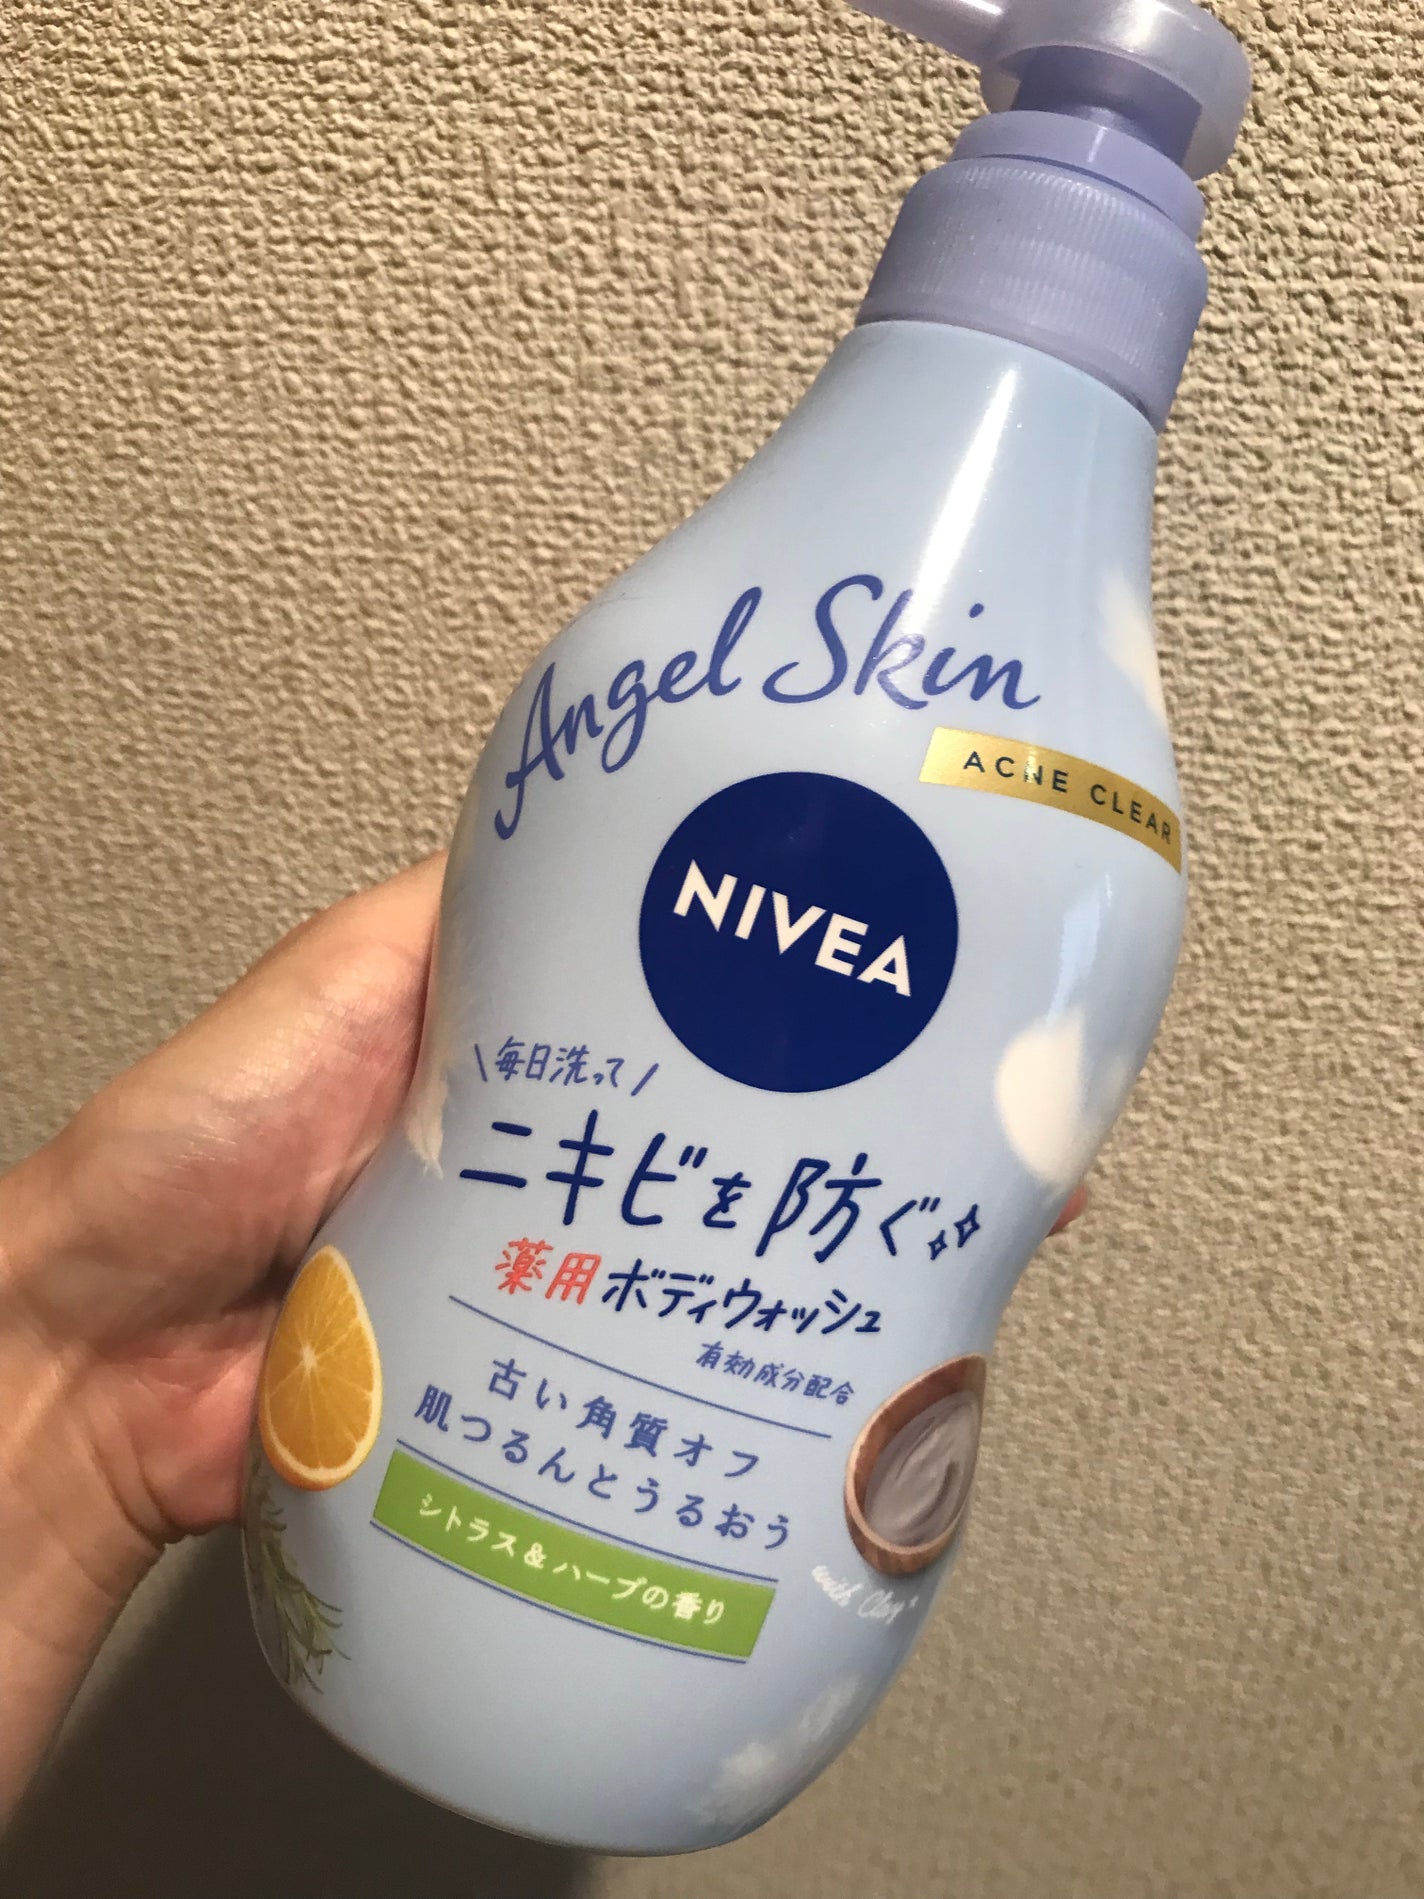 Angel Skin
ACNE CLEAR
NIVEA
\毎日洗って/
ニキビを防ぐ
薬用ボディウォッシュ
有効成分配合
古い角質オフ
肌つるんとうるおう
シトラス&ハーブの香り
with Clay*